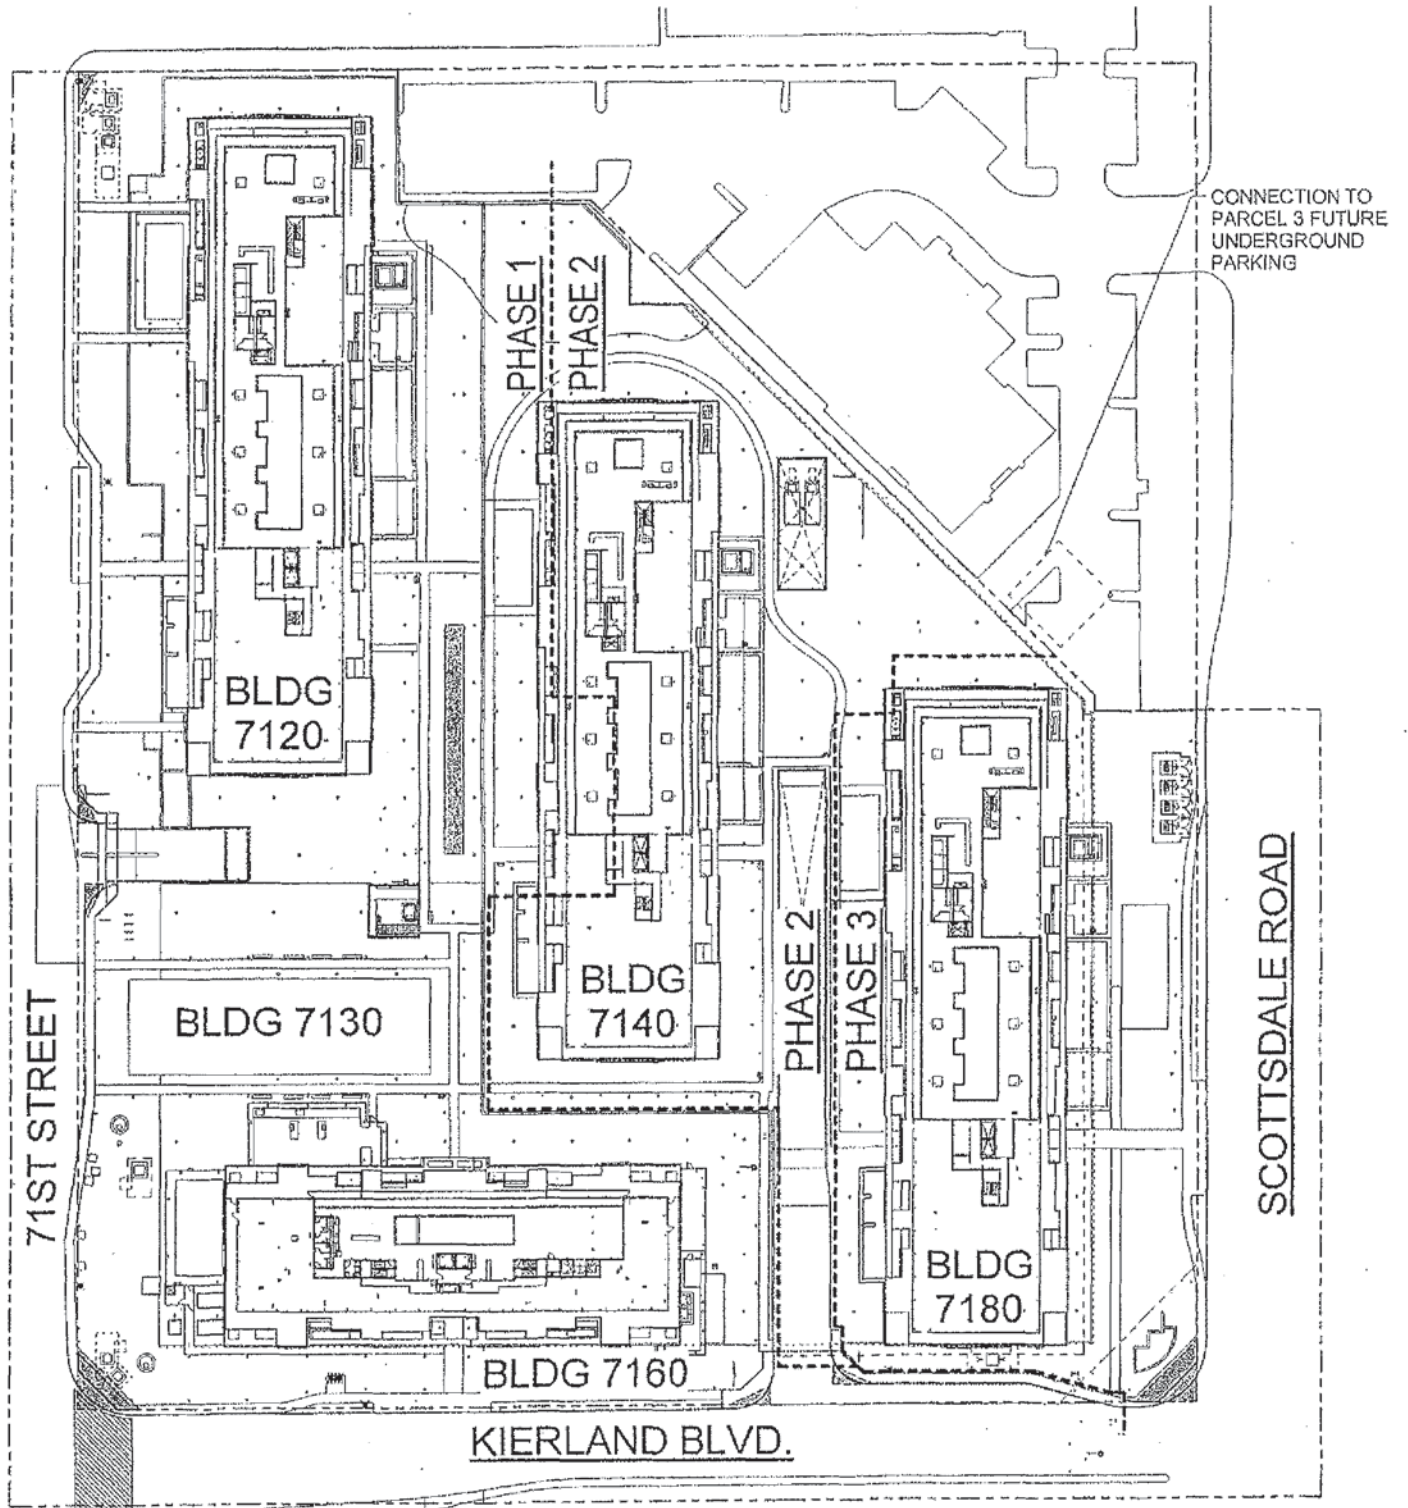 CONNECTION TO
PARCEL 3 FUTURE
UNDERGROUND
PARKING
PHASE 1
PHASE 2
BLDG
7120
BLDG
7140
BLDG 7130
PHASE 2
PHASE 3
BLDG
7180
BLDG 7160
71ST STREET
SCOTTSDALE ROAD
KIERLAND BLVD.